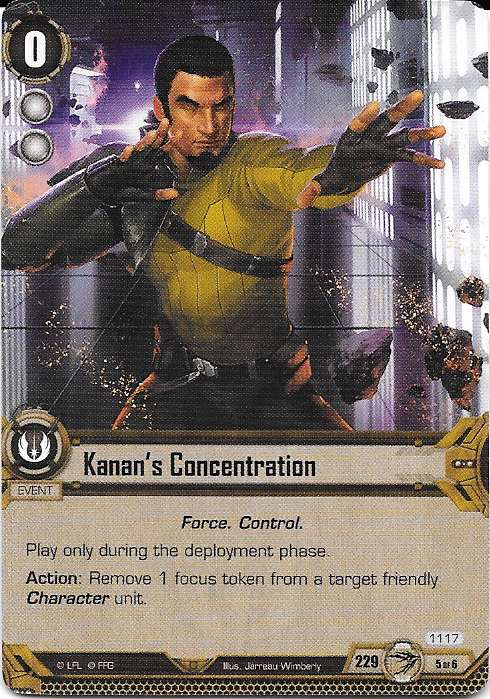 0
Kanan's Concentration
EVENT
Force. Control.
Play only during the deployment phase.
Action: Remove 1 focus token from a target friendly
Character unit.
1117
© LFL © FFG
Illus. Jarreau Wimberly
229
5 of 6